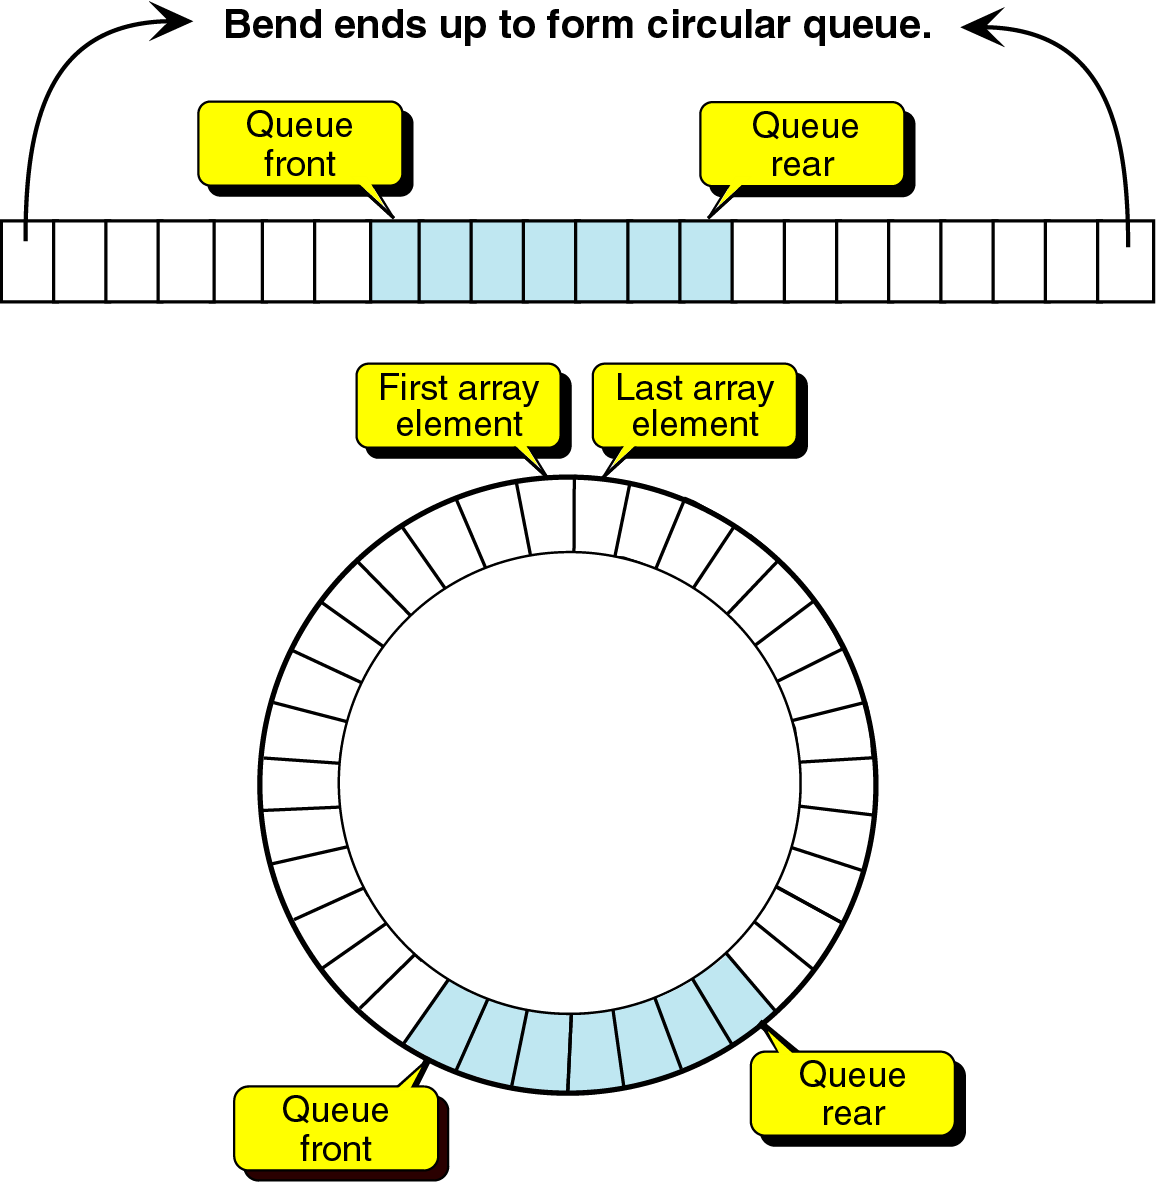 Bend ends up to form circular queue.
Queue
front
Queue
rear
First array
element
Last array
element
Queue
front
Queue
rear